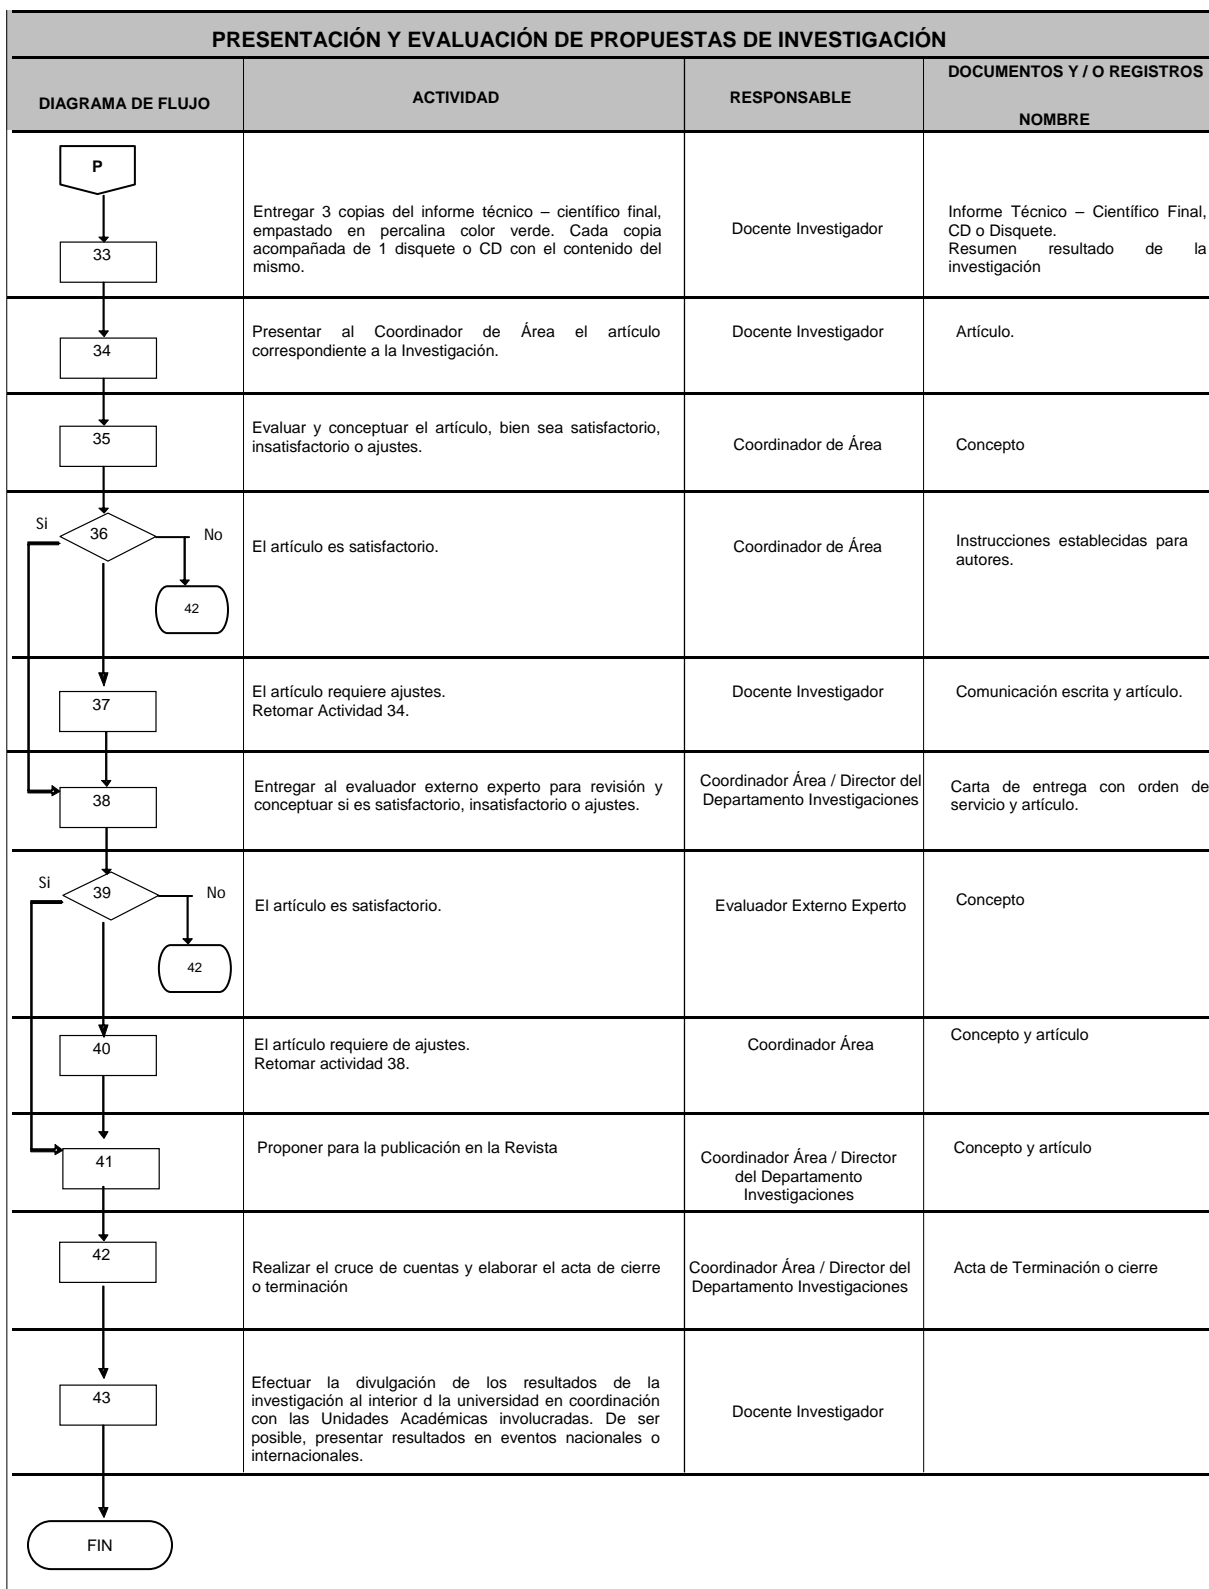 PRESENTACIÓN Y EVALUACIÓN DE PROPUESTAS DE INVESTIGACIÓN
DIAGRAMA DE FLUJO
ACTIVIDAD
RESPONSABLE
DOCUMENTOS Y / O REGISTROS
NOMBRE
P
33
Entregar 3 copias del informe técnico – científico final,
empastado en percalina color verde. Cada copia
acompañada de 1 disquete o CD con el contenido del
mismo.
Docente Investigador
Informe Técnico – Científico Final,
CD o Disquete.
Resumen resultado de la
investigación
34
Presentar al Coordinador de Área el artículo
correspondiente a la Investigación.
Docente Investigador
Artículo.
35
Evaluar y conceptuar el artículo, bien sea satisfactorio,
insatisfactorio o ajustes.
Coordinador de Área
Concepto
Si
36
No
42
El artículo es satisfactorio.
Coordinador de Área
Instrucciones establecidas para
autores.
37
El artículo requiere ajustes.
Retomar Actividad 34.
Docente Investigador
Comunicación escrita y artículo.
38
Entregar al evaluador externo experto para revisión y
conceptuar si es satisfactorio, insatisfactorio o ajustes.
Coordinador Área / Director del
Departamento Investigaciones
Carta de entrega con orden de
servicio y artículo.
Si
39
No
42
El artículo es satisfactorio.
Evaluador Externo Experto
Concepto
40
El artículo requiere de ajustes.
Retomar actividad 38.
Coordinador Área
Concepto y artículo
41
Proponer para la publicación en la Revista
Coordinador Área / Director
del Departamento
Investigaciones
Concepto y artículo
42
Realizar el cruce de cuentas y elaborar el acta de cierre
o terminación
Coordinador Área / Director del
Departamento Investigaciones
Acta de Terminación o cierre
43
Efectuar la divulgación de los resultados de la
investigación al interior d la universidad en coordinación
con las Unidades Académicas involucradas. De ser
posible, presentar resultados en eventos nacionales o
internacionales.
Docente Investigador
FIN